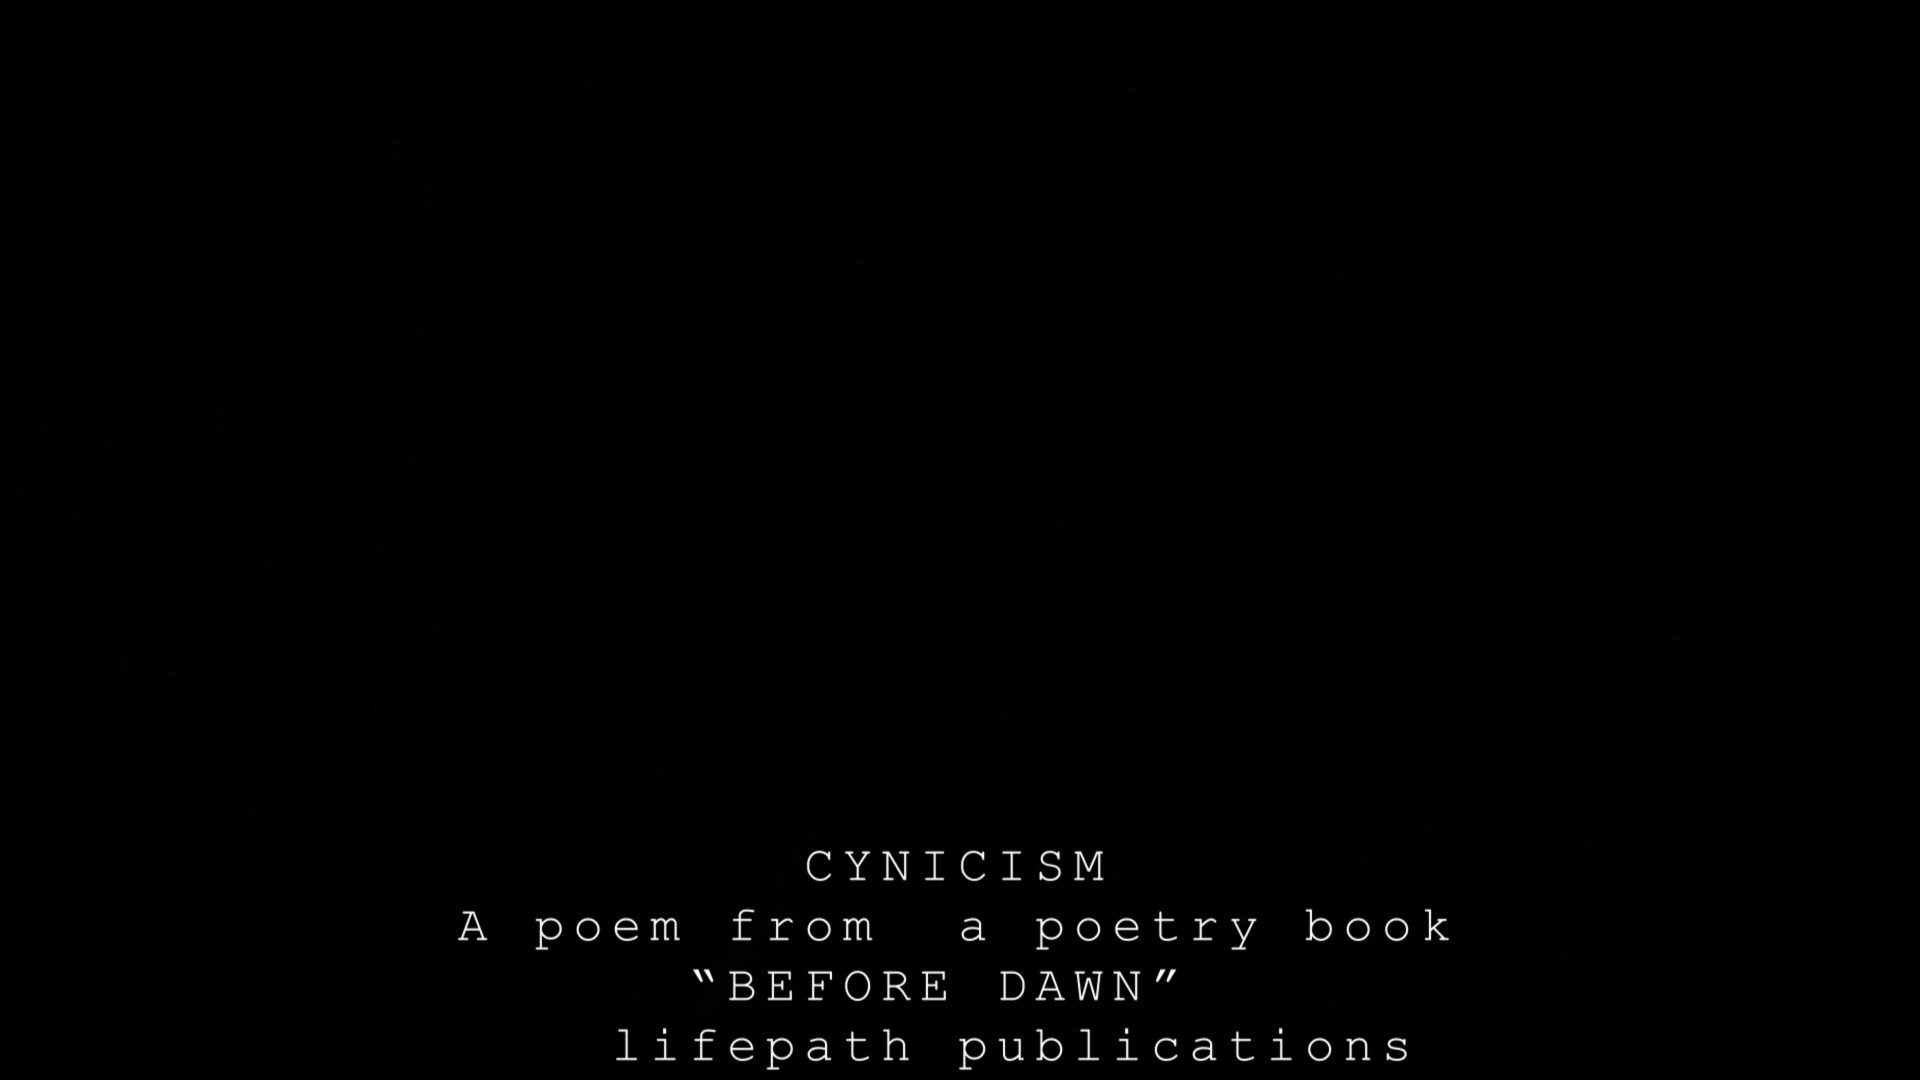 CYNICISM
A poem from  a poetry book
“BEFORE DAWN”
lifepath publications